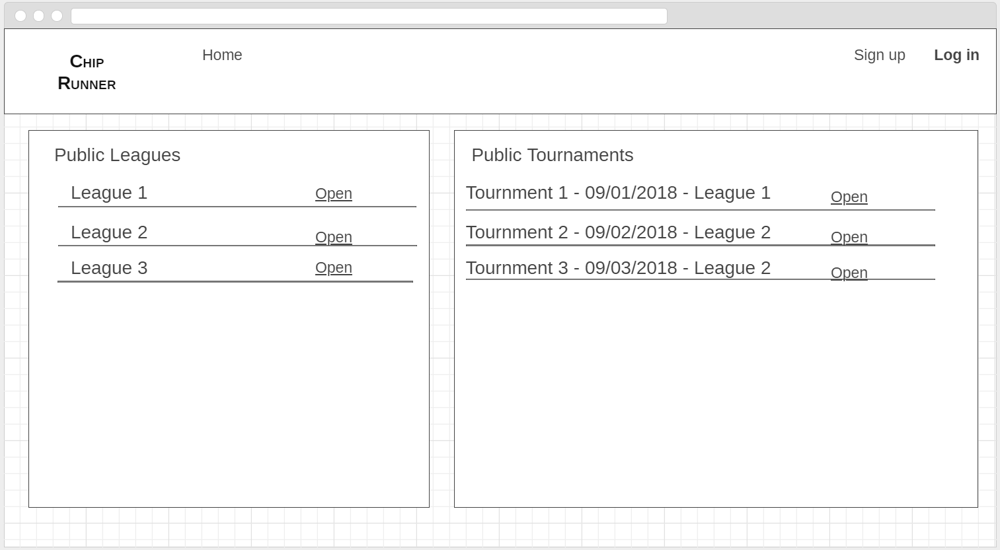 Chip
Runner
Home
Sign up
Log in
Public Leagues
League 1
Open
League 2
Open
League 3
Open
Public Tournaments
Tournment 1 - 09/01/2018 - League 1
Open
Tournment 2 - 09/02/2018 - League 2
Open
Tournment 3 - 09/03/2018 - League 2
Open